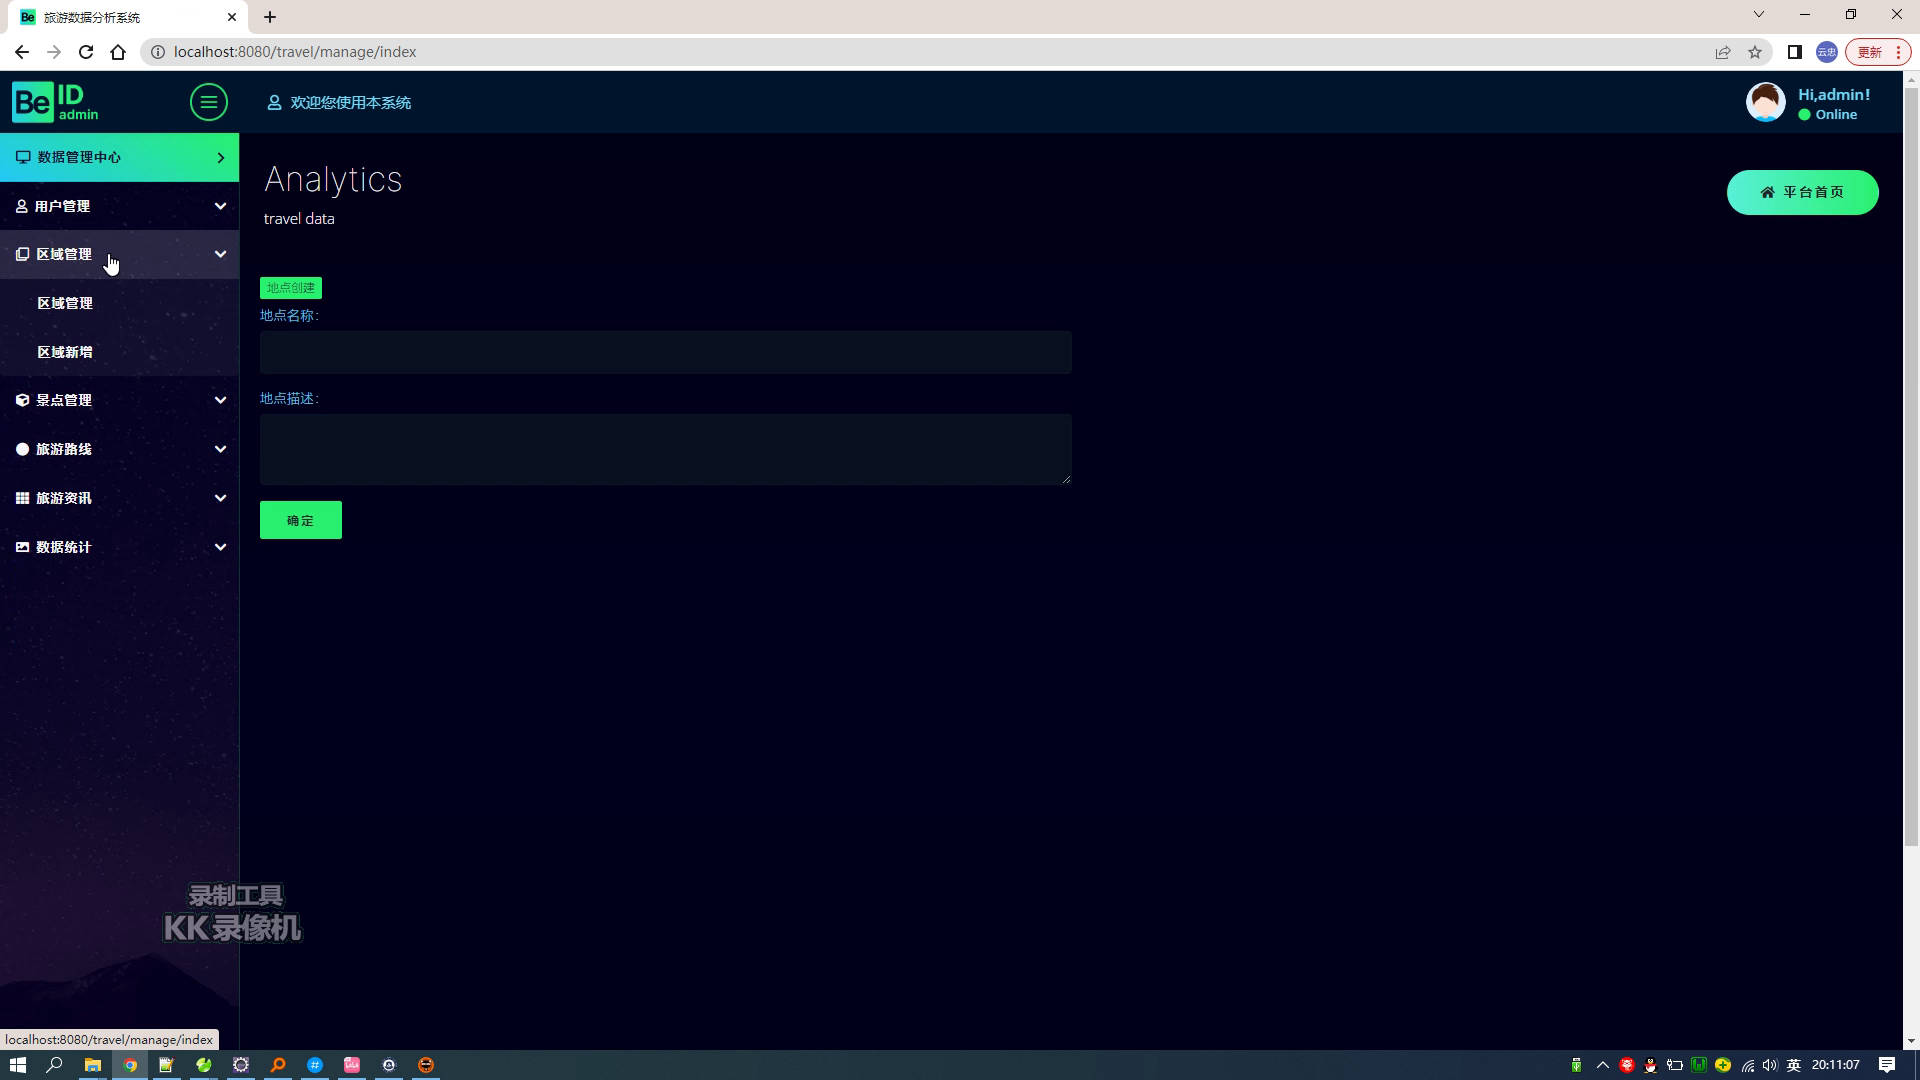 Be 旅游数据分析系统
localhost:8080/travel/manage/index
云忠 更新
Be ID admin
欢迎您使用本系统
Hi,admin!
Online
数据管理中心
用户管理
区域管理
区域管理
区域新增
景点管理
旅游路线
旅游资讯
数据统计
Analytics
travel data
平台首页
地点创建
地点名称:
地点描述:
确定
录制工具
KK录像机
localhost:8080/travel/manage/index
英 20:11:07